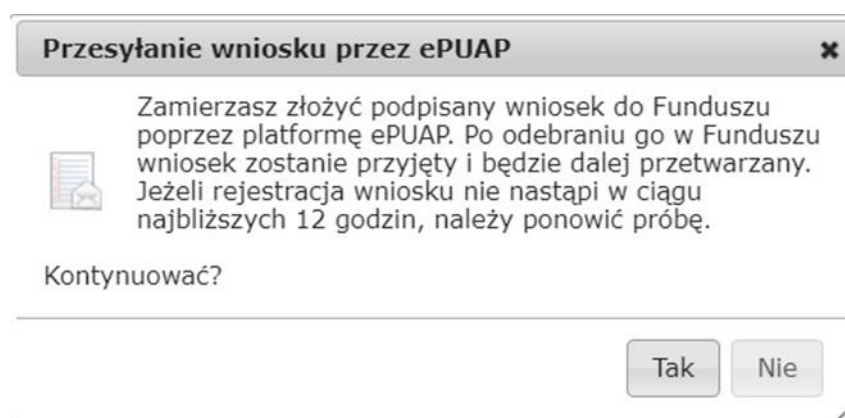 Przesyłanie wniosku przez ePUAP
Zamierzasz złożyć podpisany wniosek do Funduszu
poprzez platformę ePUAP. Po odebraniu go w Funduszu
wniosek zostanie przyjęty i będzie dalej przetwarzany.
Jeżeli rejestracja wniosku nie nastąpi w ciągu
najbliższych 12 godzin, należy ponowić próbę.
Kontynuować?
Tak Nie